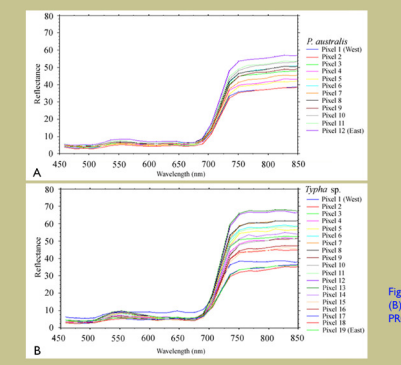 80
70
60
50
40
30
20
10
0
Reflectance
450
500
550
600
650
700
750
800
850
Wavelength (nm)
A
P. australis
Pixel 1 (West)
Pixel 2
Pixel 3
Pixel 4
Pixel 5
Pixel 6
Pixel 7
Pixel 8
Pixel 9
Pixel 10
Pixel 11
Pixel 12 (East)
80
70
60
50
40
30
20
10
0
Reflectance
450
500
550
600
650
700
750
800
850
Wavelength (nm)
B
Typha sp.
Pixel 1 (West)
Pixel 2
Pixel 3
Pixel 4
Pixel 5
Pixel 6
Pixel 7
Pixel 8
Pixel 9
Pixel 10
Pixel 11
Pixel 12
Pixel 13
Pixel 14
Pixel 15
Pixel 16
Pixel 17
Pixel 18
Pixel 19 (East)
Fig
(B)
PR